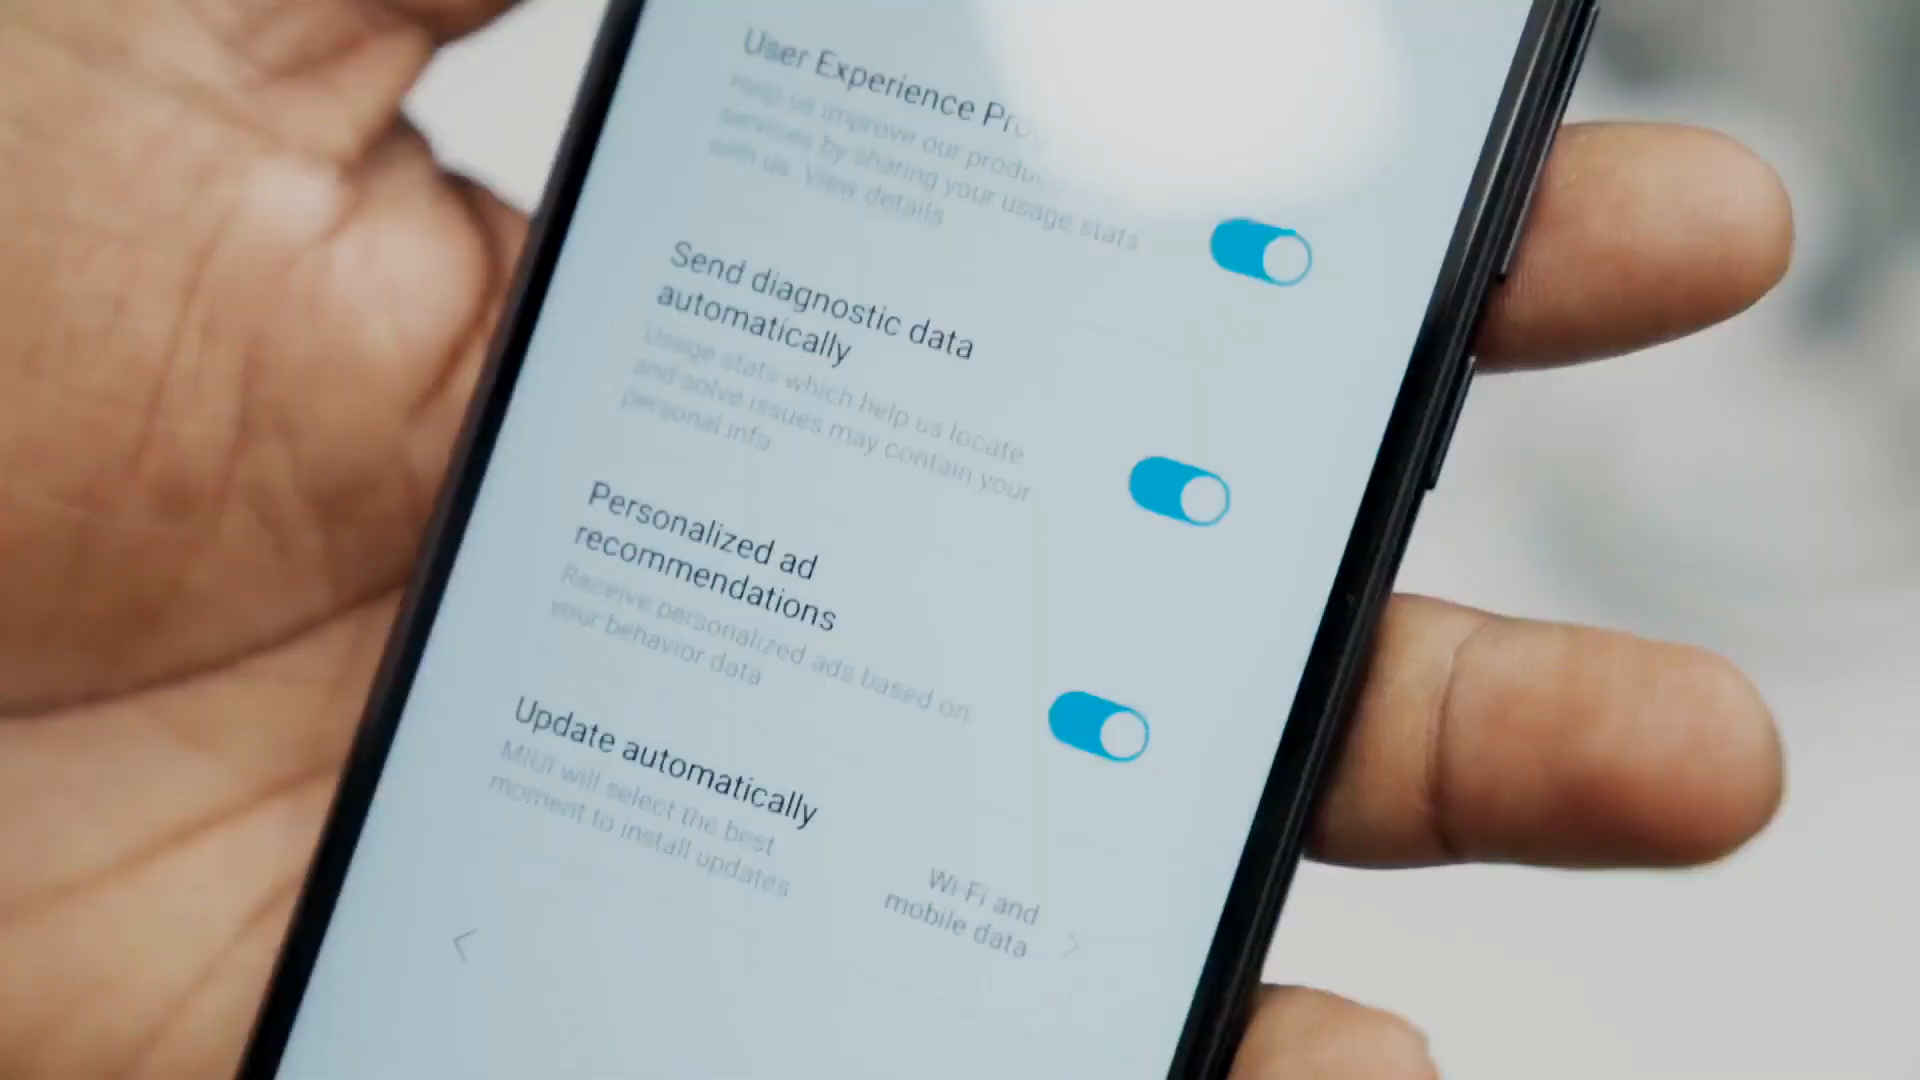 User Experience
Help us improve our
services by sharing your usage stats
with us. View details
Send diagnostic data
automatically
Usage stats which help us locate
and solve issues may contain your
personal info
Personalized ad
recommendations
Receive personalized ads based on
your behavior data
Update automatically
MIUI will select the best
moment to install updates
Wi-Fi and
mobile data